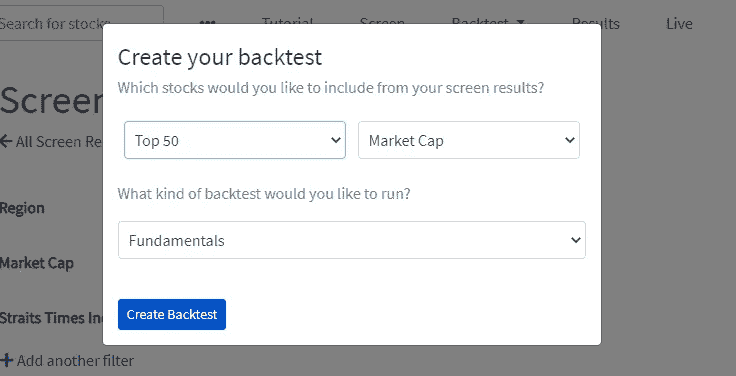 Search for stocks
••• Tutorial Screen Backtest Results Live
Create your backtest
Which stocks would you like to include from your screen results?
Screen
← All Screen Re
Top 50 Market Cap
Region
What kind of backtest would you like to run?
Fundamentals
Market Cap
Straits Times In
Create Backtest
+ Add another filter